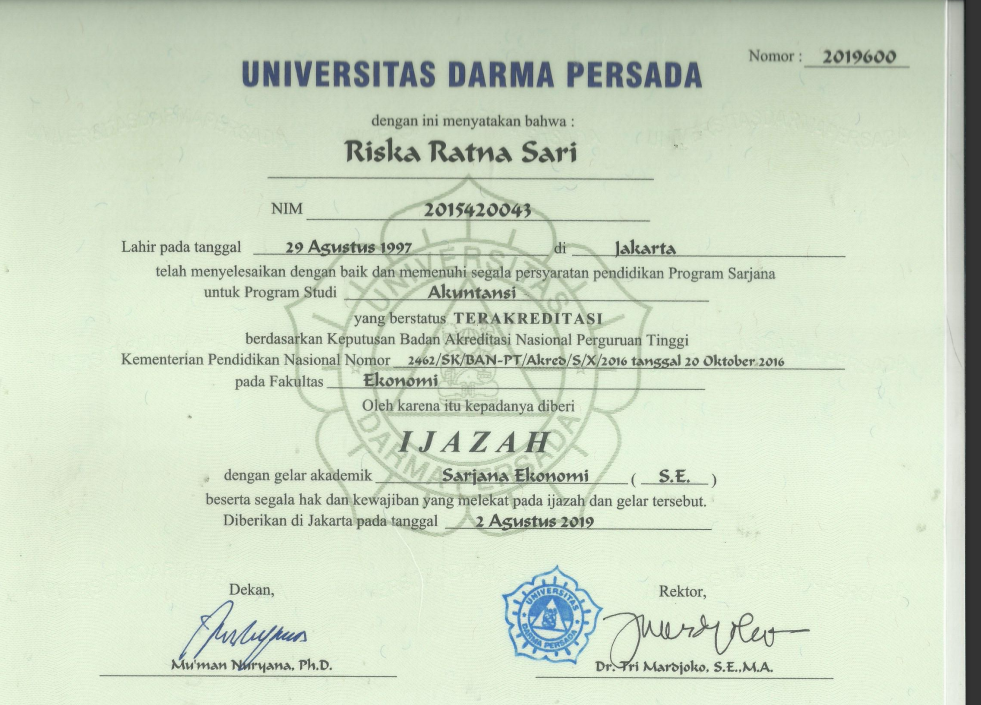 Nomor : 2019600
UNIVERSITAS DARMA PERSADA
dengan ini menyatakan bahwa :
Riska Ratna Sari
NIM 2015420043
Lahir pada tanggal 29 Agustus 1997 di Jakarta
telah menyelesaikan dengan baik dan memenuhi segala persyaratan pendidikan Program Sarjana
untuk Program Studi Akuntansi
yang berstatus TERAKREDITASI
berdasarkan Keputusan Badan Akreditasi Nasional Perguruan Tinggi
Kementerian Pendidikan Nasional Nomor 2462/SK/BAN-PT/Akred/S/X/2016 tanggal 20 Oktober 2016
pada Fakultas Ekonomi
Oleh karena itu kepadanya diberi
IJAZAH
dengan gelar akademik Sarjana Ekonomi ( S.E. )
beserta segala hak dan kewajiban yang melekat pada ijazah dan gelar tersebut.
Diberikan di Jakarta pada tanggal 2 Agustus 2019
Dekan, Rektor,
UNIVERSITAS
DARMA PERSADA
Mu'man Nuryana, Ph.D. Dr. Tri Mardjoko, S.E.,M.A.
UNIVERSITAS
DARMA PERSADA